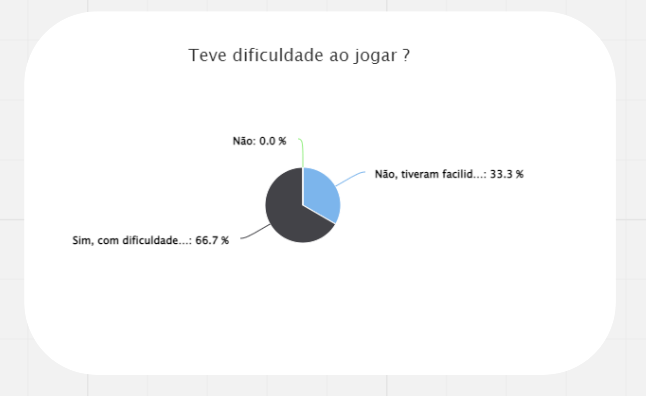 Teve dificuldade ao jogar ?
Não: 0.0 %
Não, tiveram facilid...: 33.3 %
Sim, com dificuldade...: 66.7 %